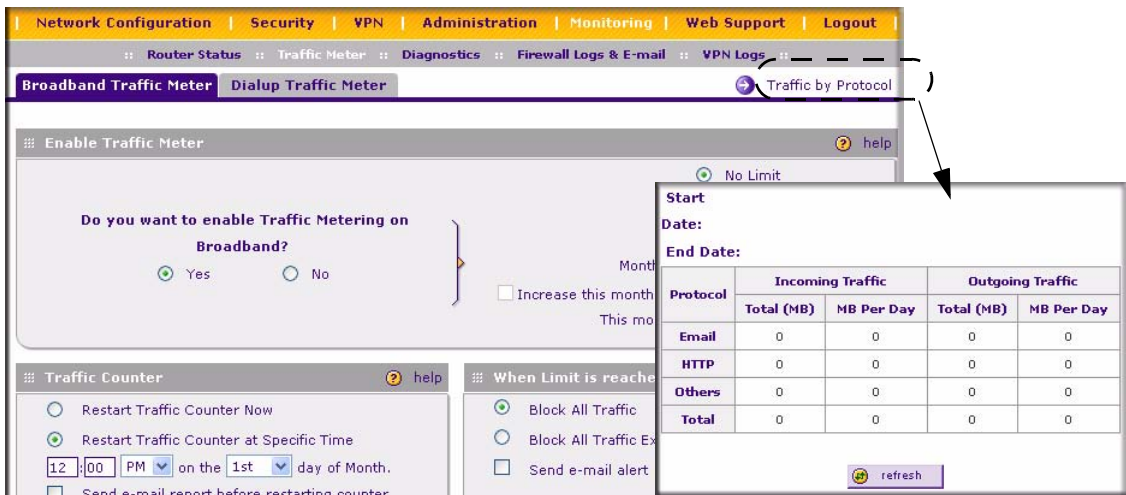 Network Configuration | Security | VPN | Administration | Monitoring | Web Support | Logout
:: Router Status :: Traffic Meter :: Diagnostics :: Firewall Logs & E-mail :: VPN Logs ::
Broadband Traffic Meter Dialup Traffic Meter Traffic by Protocol
Enable Traffic Meter help
No Limit
Do you want to enable Traffic Metering on
Broadband?
Yes No
Month
Increase this month
This mo
Traffic Counter help
Restart Traffic Counter Now
Restart Traffic Counter at Specific Time
12 : 00 PM on the 1st day of Month.
Send e-mail report before restarting counter
When Limit is reache
Block All Traffic
Block All Traffic Ex
Send e-mail alert
Start
Date:
End Date:
Protocol Incoming Traffic Outgoing Traffic
Total (MB) MB Per Day Total (MB) MB Per Day
Email 0 0 0 0
HTTP 0 0 0 0
Others 0 0 0 0
Total 0 0 0 0
refresh